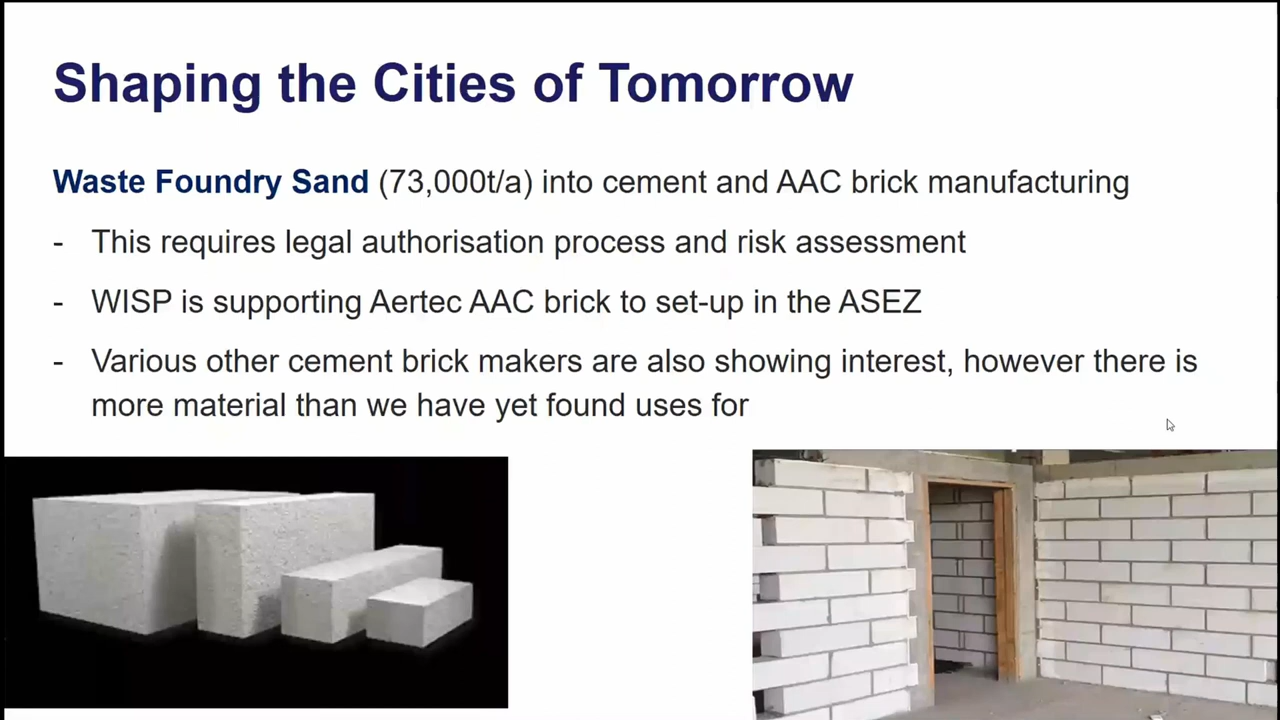 Shaping the Cities of Tomorrow
Waste Foundry Sand (73,000t/a) into cement and AAC brick manufacturing
- This requires legal authorisation process and risk assessment
- WISP is supporting Aertec AAC brick to set-up in the ASEZ
- Various other cement brick makers are also showing interest, however there is
more material than we have yet found uses for